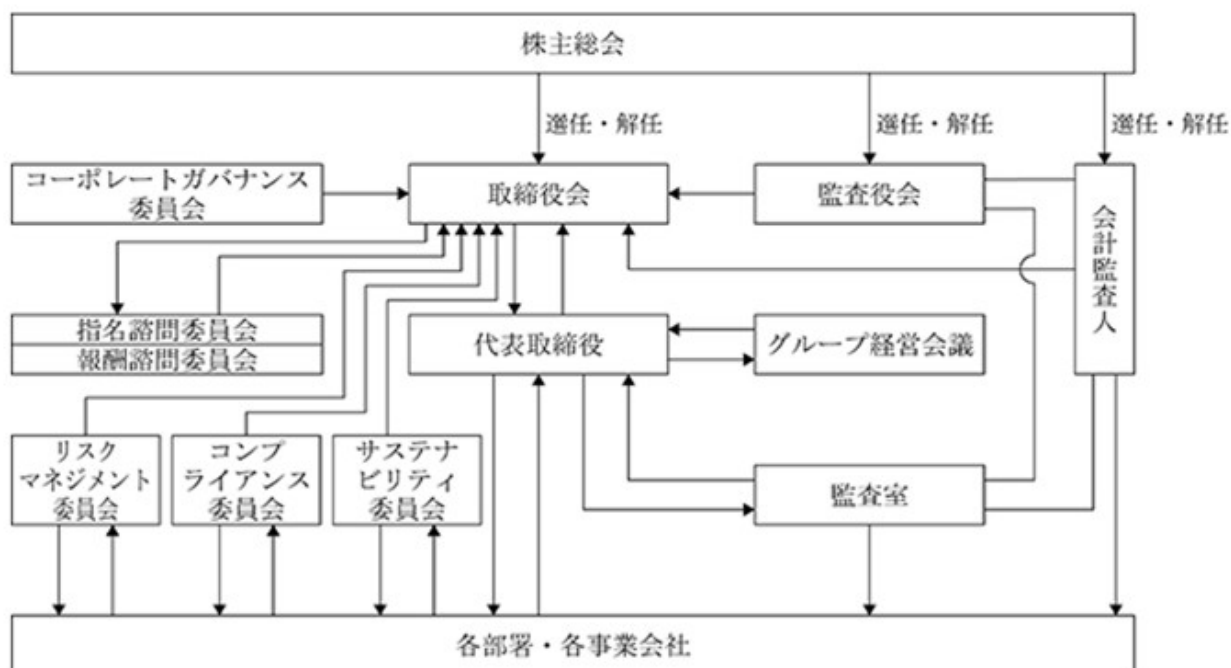 株主総会
選任・解任
選任・解任
選任・解任
コーポレートガバナンス
委員会
取締役会
監査役会
会計監査人
指名諮問委員会
報酬諮問委員会
代表取締役
グループ経営会議
リスク
マネジメント
委員会
コンプ
ライアンス
委員会
サステナ
ビリティ
委員会
監査室
各部署・各事業会社